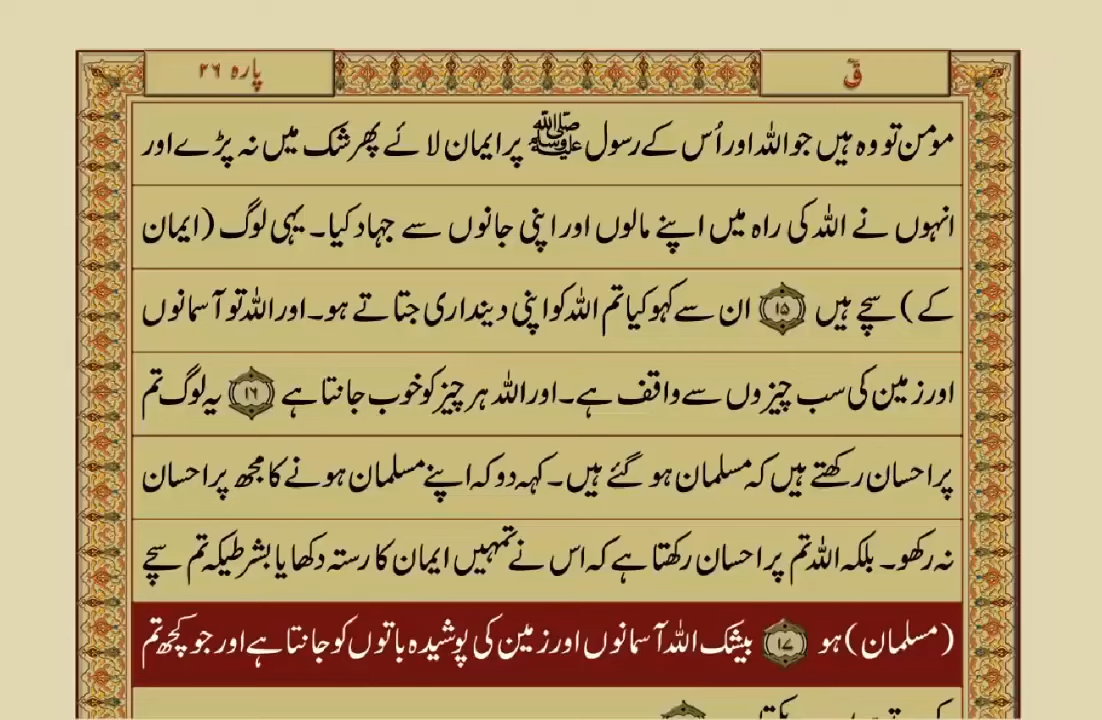 پارہ ۲۶
قٓ
مومن تو وہ ہیں جو اللہ اور اُس کے رسول ﷺ پر ایمان لائے پھر شک میں نہ پڑے اور
انہوں نے اللہ کی راہ میں اپنے مالوں اور اپنی جانوں سے جہاد کیا۔ یہی لوگ (ایمان
کے) سچے ہیں ۱۵ ان سے کہو کیا تم اللہ کو اپنی دینداری جتاتے ہو۔ اور اللہ تو آسمانوں
اور زمین کی سب چیزوں سے واقف ہے۔ اور اللہ ہر چیز کو خوب جانتا ہے ۱۶ یہ لوگ تم
پر احسان رکھتے ہیں کہ مسلمان ہو گئے ہیں۔ کہہ دو کہ اپنے مسلمان ہونے کا مجھ پر احسان
نہ رکھو۔ بلکہ اللہ تم پر احسان رکھتا ہے کہ اس نے تمہیں ایمان کا رستہ دکھایا بشرطیکہ تم سچے
(مسلمان) ہو ۱۷ بیشک اللہ آسمانوں اور زمین کی پوشیدہ باتوں کو جانتا ہے اور جو کچھ تم